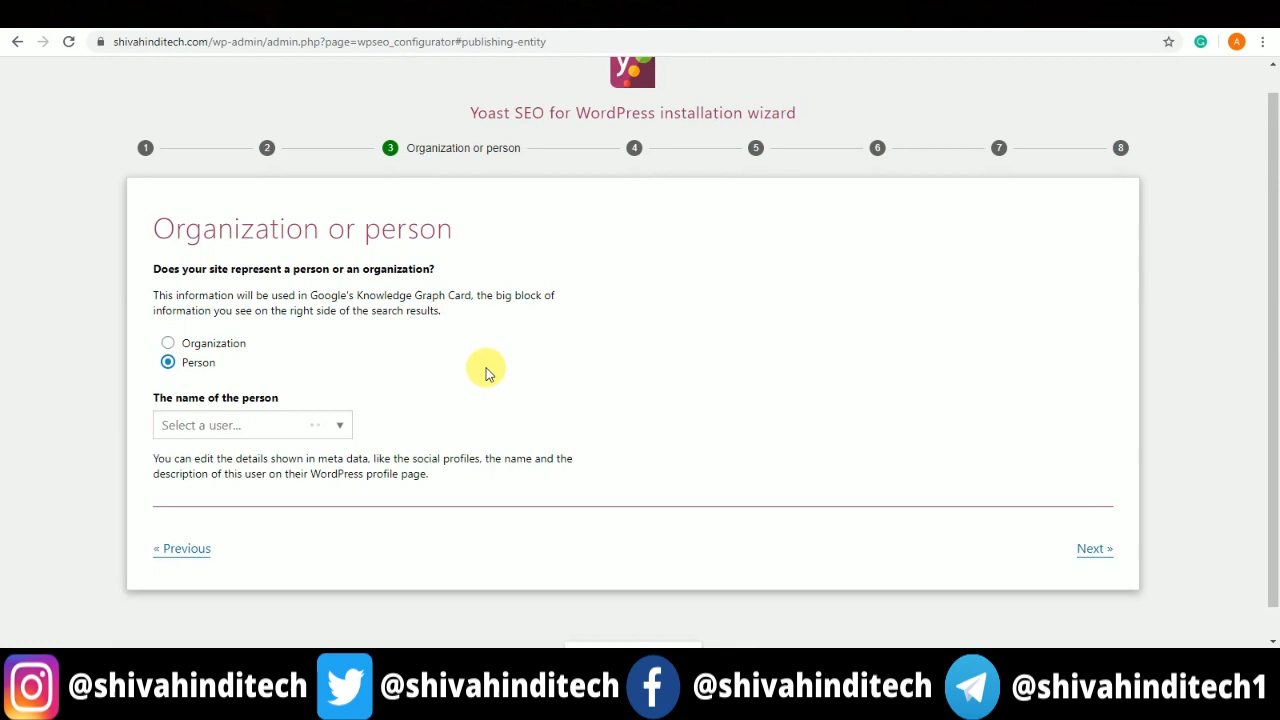 shivahinditech.com/wp-admin/admin.php?page=wpseo_configurator#publishing-entity
A
y
Yoast SEO for WordPress installation wizard
1 2 3 Organization or person 4 5 6 7 8
Organization or person
Does your site represent a person or an organization?
This information will be used in Google's Knowledge Graph Card, the big block of
information you see on the right side of the search results.
Organization
Person
The name of the person
Select a user...
You can edit the details shown in meta data, like the social profiles, the name and the
description of this user on their WordPress profile page.
« Previous
Next »
@shivahinditech @shivahinditech @shivahinditech @shivahinditech1